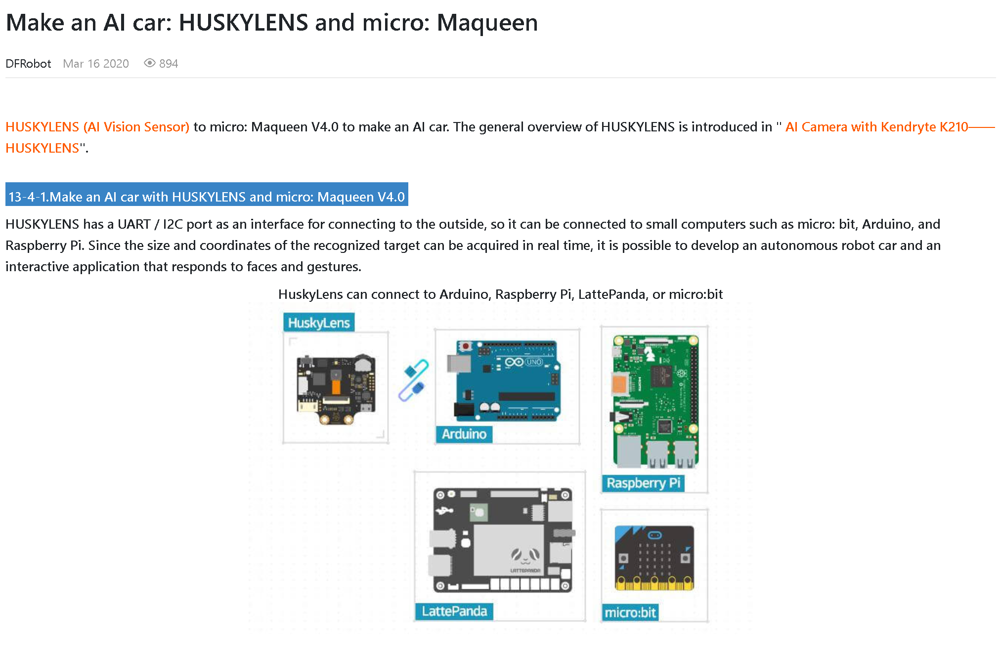 Make an AI car: HUSKYLENS and micro: Maqueen
DFRobot Mar 16 2020 894
HUSKYLENS (AI Vision Sensor) to micro: Maqueen V4.0 to make an AI car. The general overview of HUSKYLENS is introduced in " AI Camera with Kendryte K210——
HUSKYLENS".
13-4-1.Make an AI car with HUSKYLENS and micro: Maqueen V4.0
HUSKYLENS has a UART / I2C port as an interface for connecting to the outside, so it can be connected to small computers such as micro: bit, Arduino, and
Raspberry Pi. Since the size and coordinates of the recognized target can be acquired in real time, it is possible to develop an autonomous robot car and an
interactive application that responds to faces and gestures.
HuskyLens can connect to Arduino, Raspberry Pi, LattePanda, or micro:bit
HuskyLens
UNO
Arduino
HDMI
Raspberry Pi
LATTEPANDA
LattePanda
micro:bit